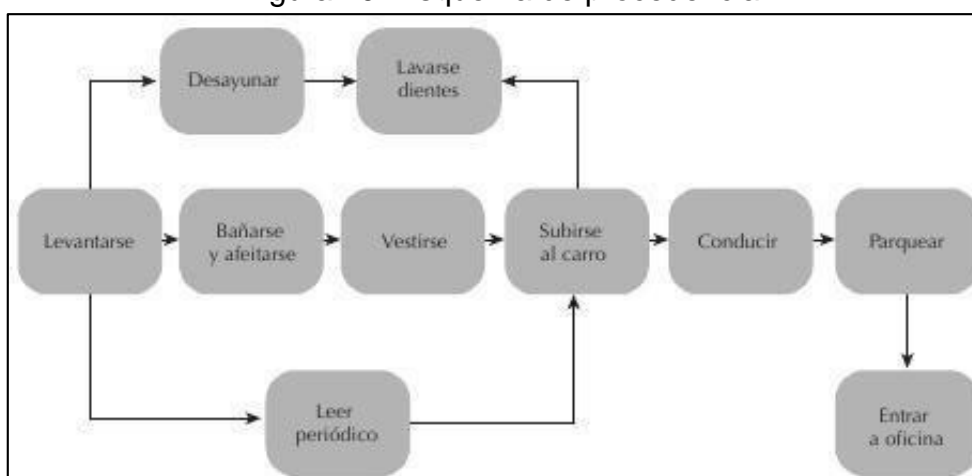 Desayunar
Lavarse
dientes
Levantarse
Bañarse
y afeitarse
Vestirse
Subirse
al carro
Conducir
Parquear
Leer
periódico
Entrar
a oficina